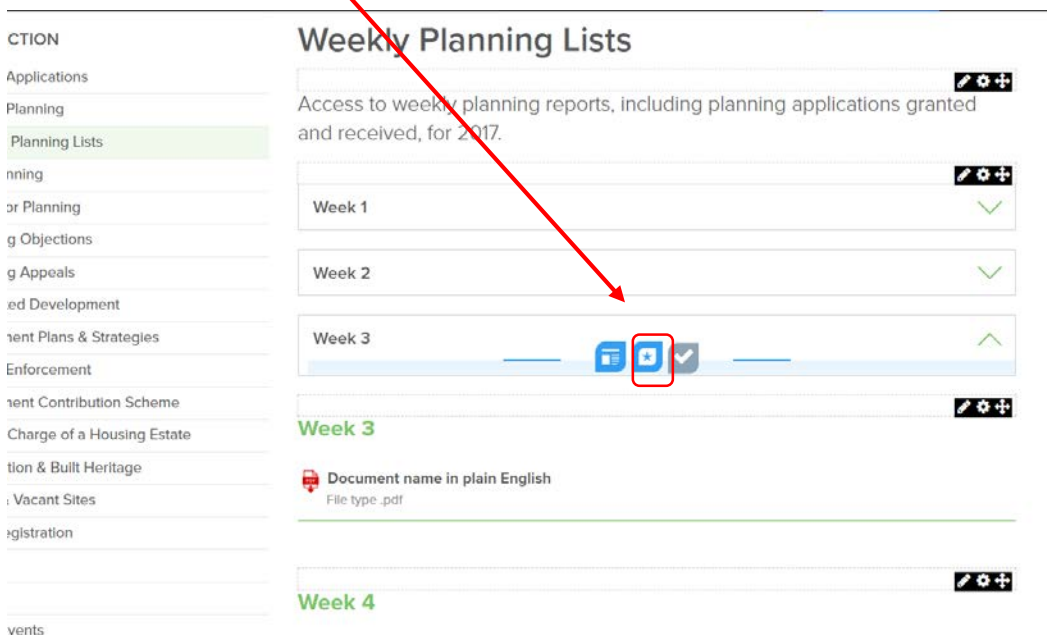 CTION
Applications
Planning
Planning Lists
nning
or Planning
g Objections
g Appeals
ed Development
nent Plans & Strategies
Enforcement
nent Contribution Scheme
Charge of a Housing Estate
tion & Built Heritage
Vacant Sites
egistration
vents
Weekly Planning Lists
Access to weekly planning reports, including planning applications granted
and received, for 2017.
Week 1
Week 2
Week 3
Week 3
Document name in plain English
File type .pdf
Week 4